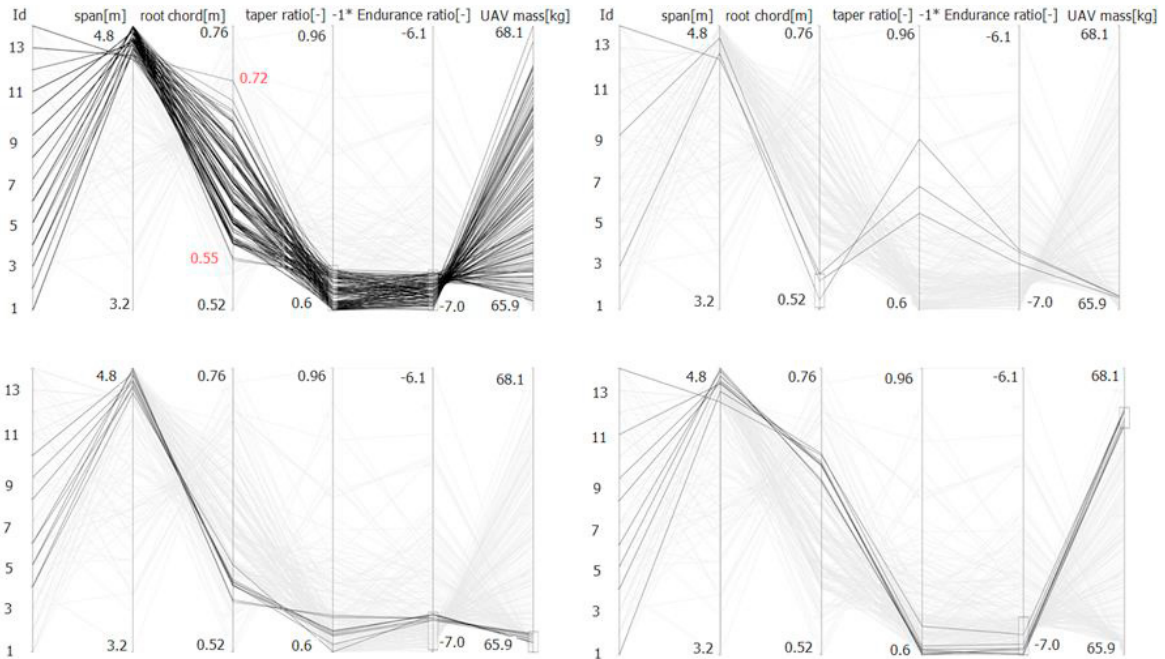 Id span[m] root chord[m] taper ratio[-] -1* Endurance ratio[-] UAV mass[kg]
13 4.8 0.76 0.96 -6.1 68.1
0.72
11
9
7
5
3 0.55
1 3.2 0.52 0.6 -7.0 65.9
Id span[m] root chord[m] taper ratio[-] -1* Endurance ratio[-] UAV mass[kg]
13 4.8 0.76 0.96 -6.1 68.1
11
9
7
5
3
1 3.2 0.52 0.6 -7.0 65.9
13 4.8 0.76 0.96 -6.1 68.1
11
9
7
5
3
1 3.2 0.52 0.6 -7.0 65.9
13 4.8 0.76 0.96 -6.1 68.1
11
9
7
5
3
1 3.2 0.52 0.6 -7.0 65.9